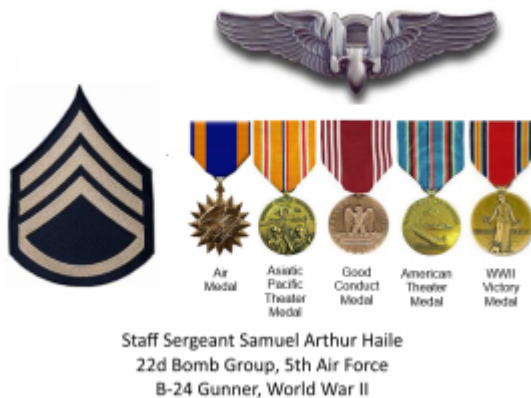 Air
Medal
Asiatic
Pacific
Theater
Medal
Good
Conduct
Medal
American
Theater
Medal
WWII
Victory
Medal
Staff Sergeant Samuel Arthur Haile
22d Bomb Group, 5th Air Force
B-24 Gunner, World War II